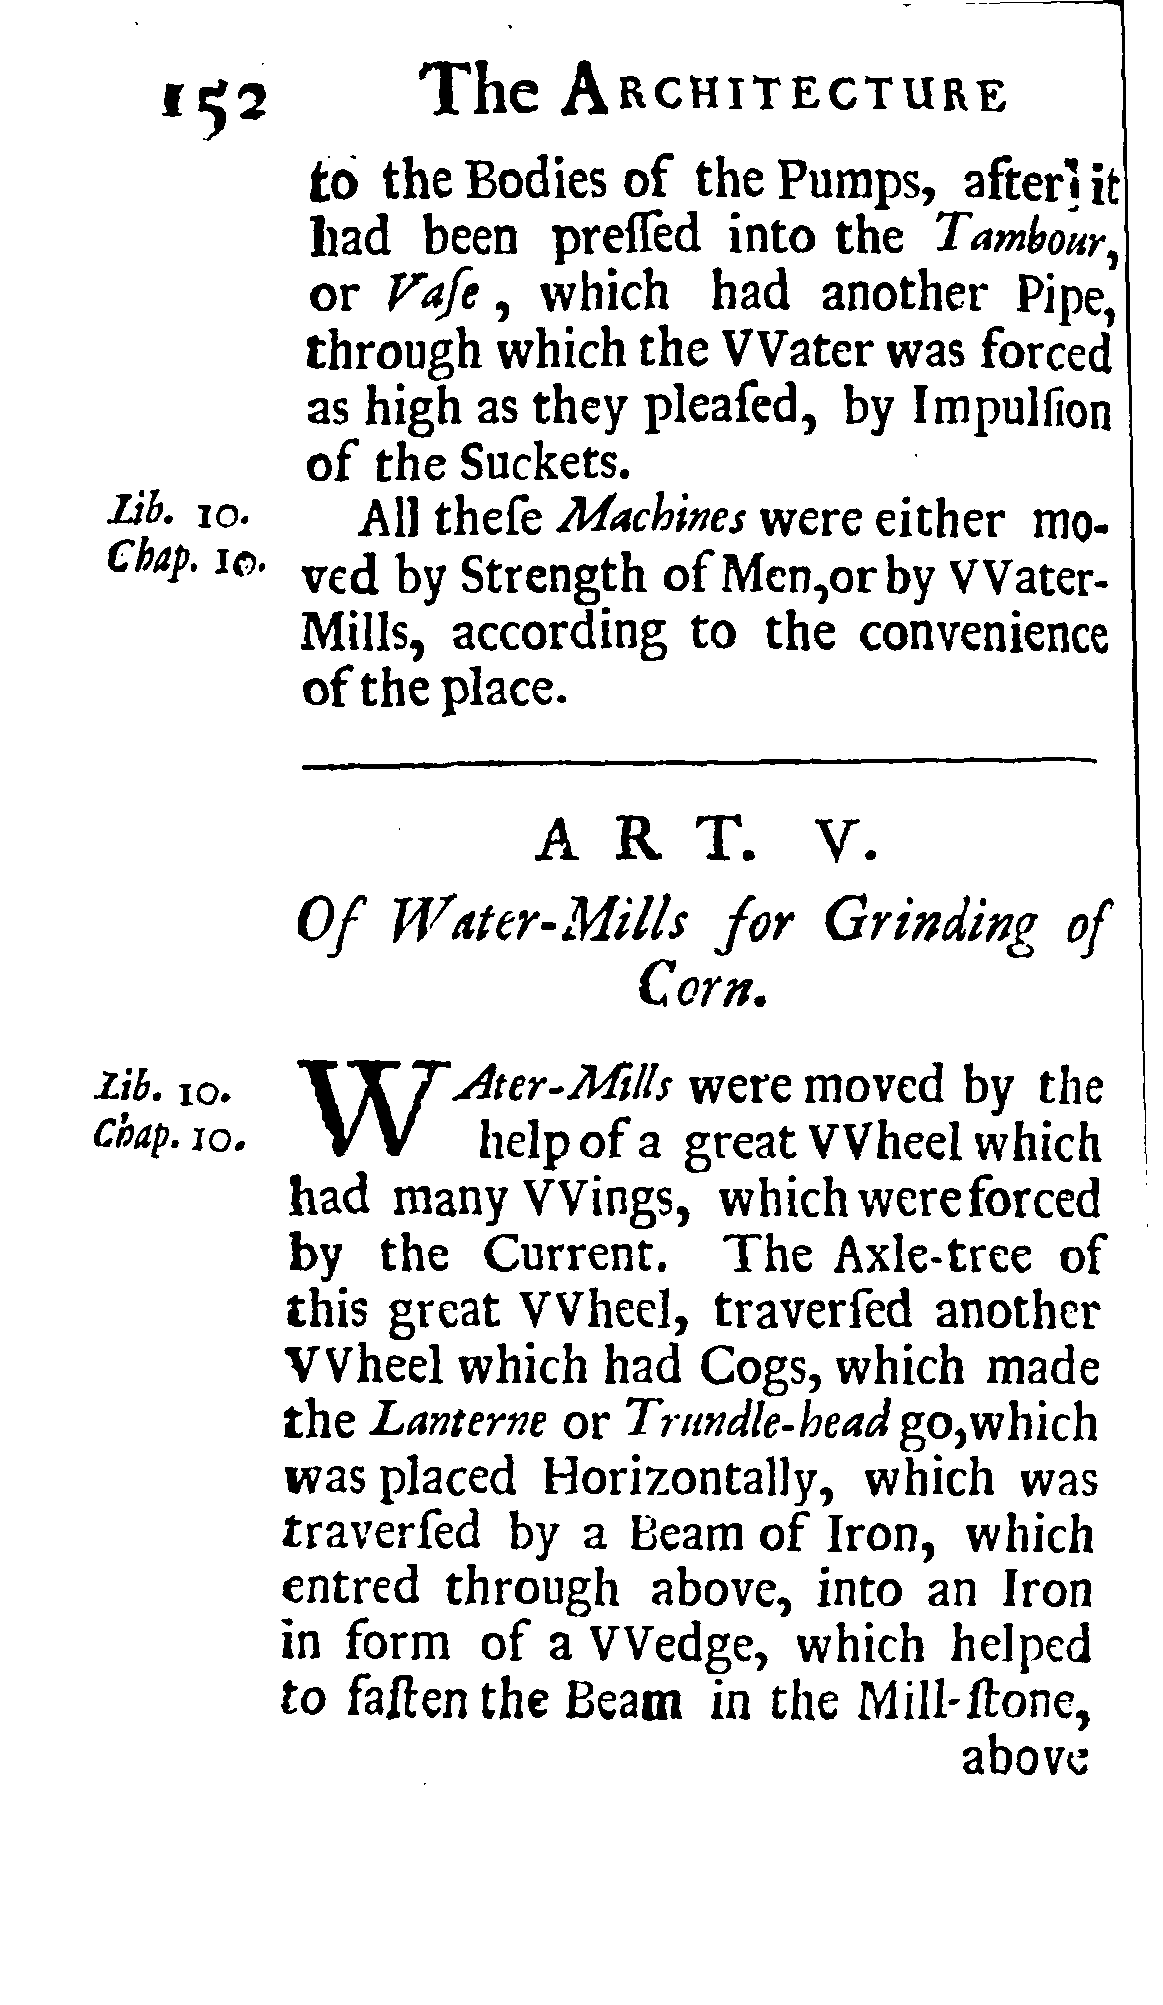 152 The ARCHITECTURE
to the Bodies of the Pumps, after it
had been preſſed into the Tambour,
or Vaſe, which had another Pipe,
through which the VVater was forced
as high as they pleaſed, by Impulſion
of the Suckets.
Lib. 10. All theſe Machines were either mo-
Chap. 10. ved by Strength of Men, or by VVater-
Mills, according to the convenience
of the place.
ART. V.
Of Water-Mills for Grinding of
Corn.
Lib. 10. WAter-Mills were moved by the
Chap. 10. help of a great VVheel which
had many VVings, which were forced
by the Current. The Axle-tree of
this great VVheel, traverſed another
VVheel which had Cogs, which made
the Lanterne or Trundle-head go, which
was placed Horizontally, which was
traverſed by a Beam of Iron, which
entred through above, into an Iron
in form of a VVedge, which helped
to faſten the Beam in the Mill-ſtone,
above